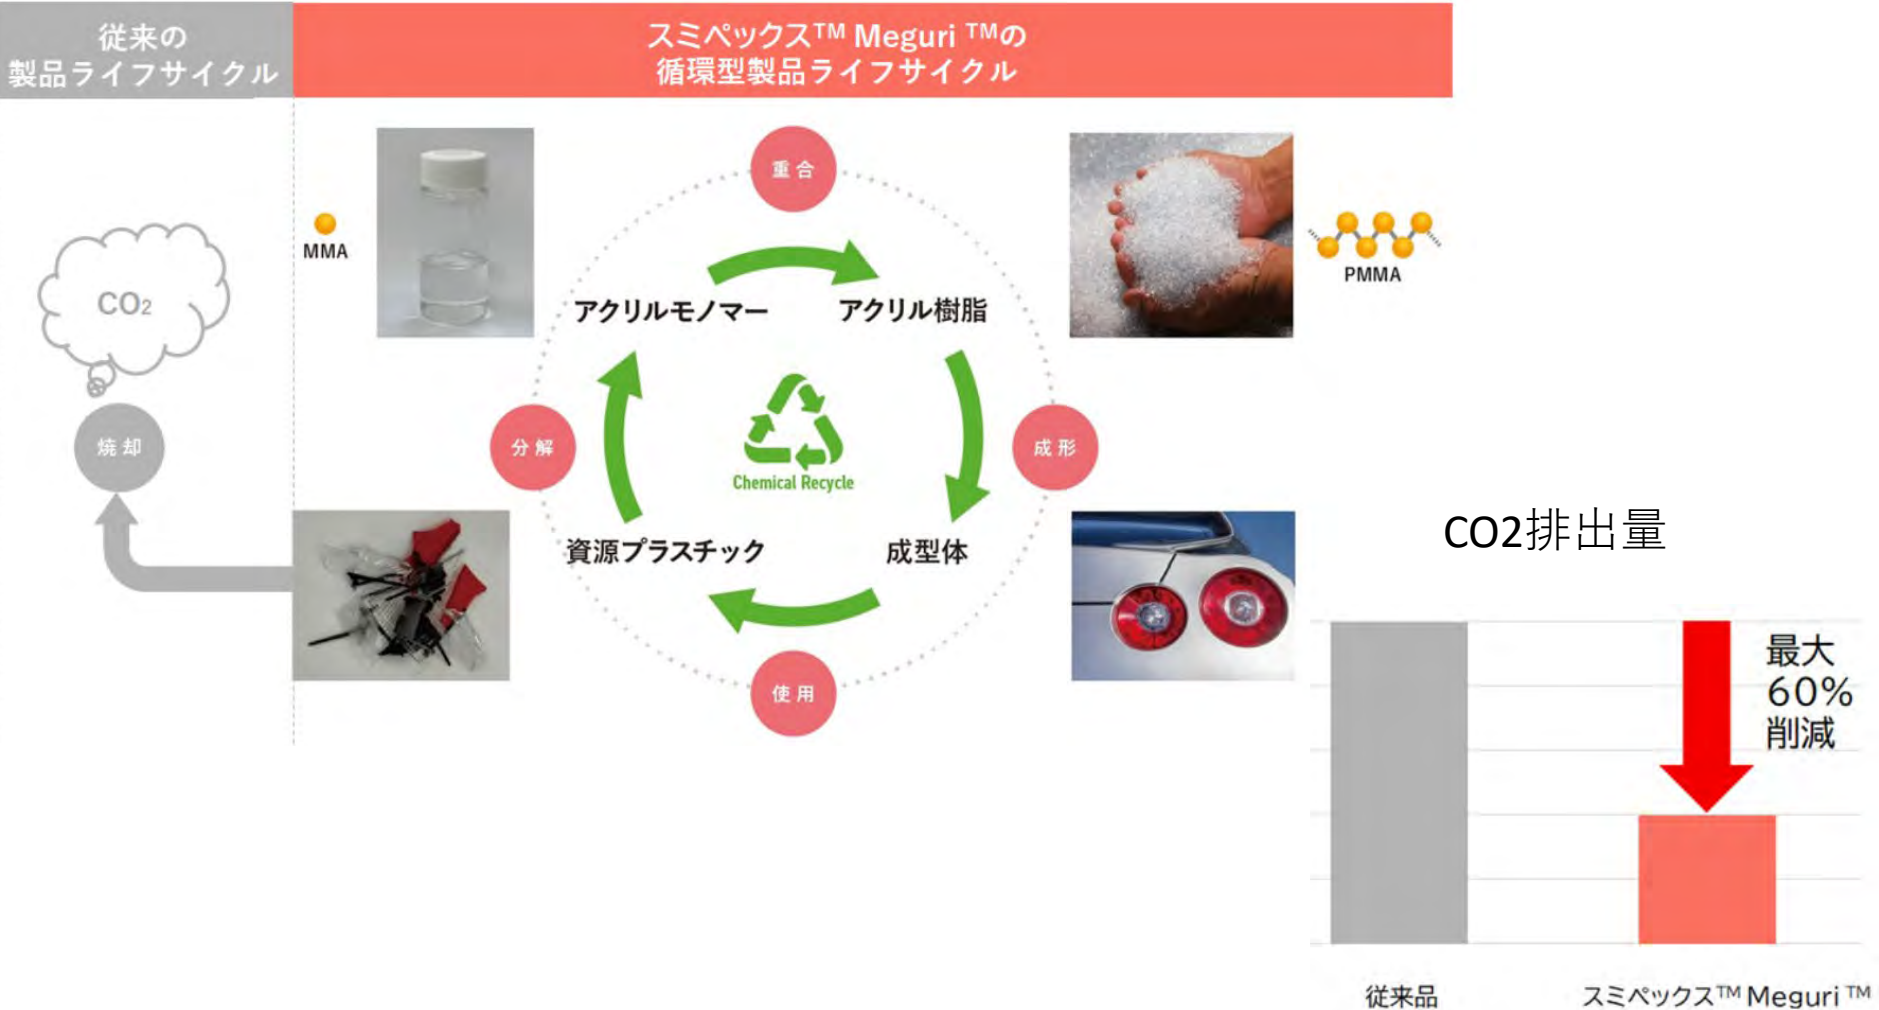 従来の
製品ライフサイクル
スミペックス™ Meguri ™の
循環型製品ライフサイクル
重合
MMA
PMMA
CO2
アクリルモノマー
アクリル樹脂
焼却
分解
成形
Chemical Recycle
資源プラスチック
成型体
使用
CO2排出量
最大
60%
削減
従来品
スミペックス™ Meguri ™